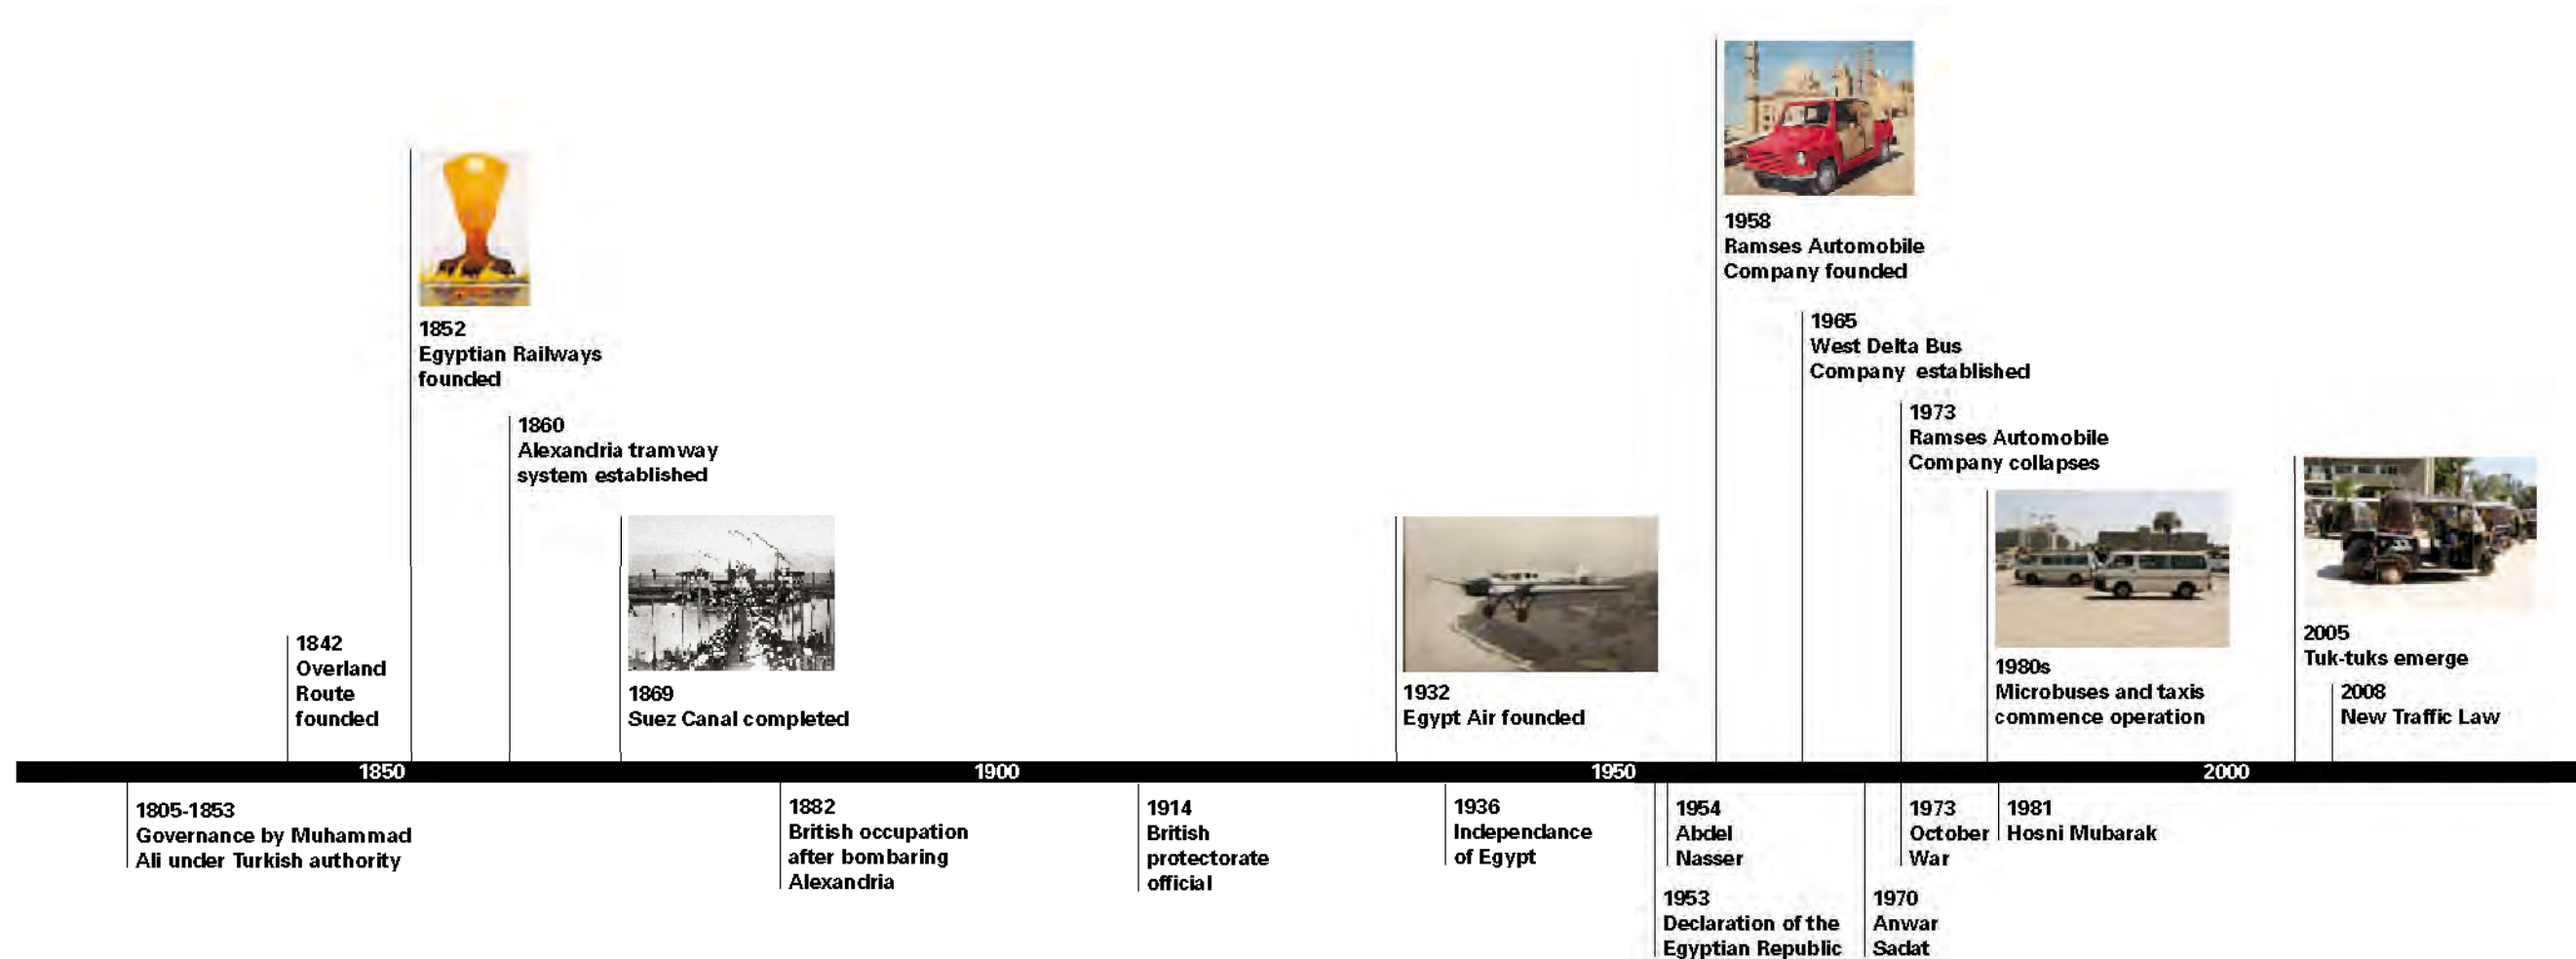 1958
Ramses Automobile
Company founded
1852
Egyptian Railways
founded
1965
West Delta Bus
Company established
1860
Alexandria tramway
system established
1973
Ramses Automobile
Company collapses
1842
Overland
Route
founded
1869
Suez Canal completed
1932
Egypt Air founded
1980s
Microbuses and taxis
commence operation
2005
Tuk-tuks emerge
2008
New Traffic Law
1850
1900
1950
2000
1805-1853
Governance by Muhammad
Ali under Turkish authority
1882
British occupation
after bombaring
Alexandria
1914
British
protectorate
official
1936
Independance
of Egypt
1954
Abdel
Nasser
1973
October
War
1981
Hosni Mubarak
1953
Declaration of the
Egyptian Republic
1970
Anwar
Sadat